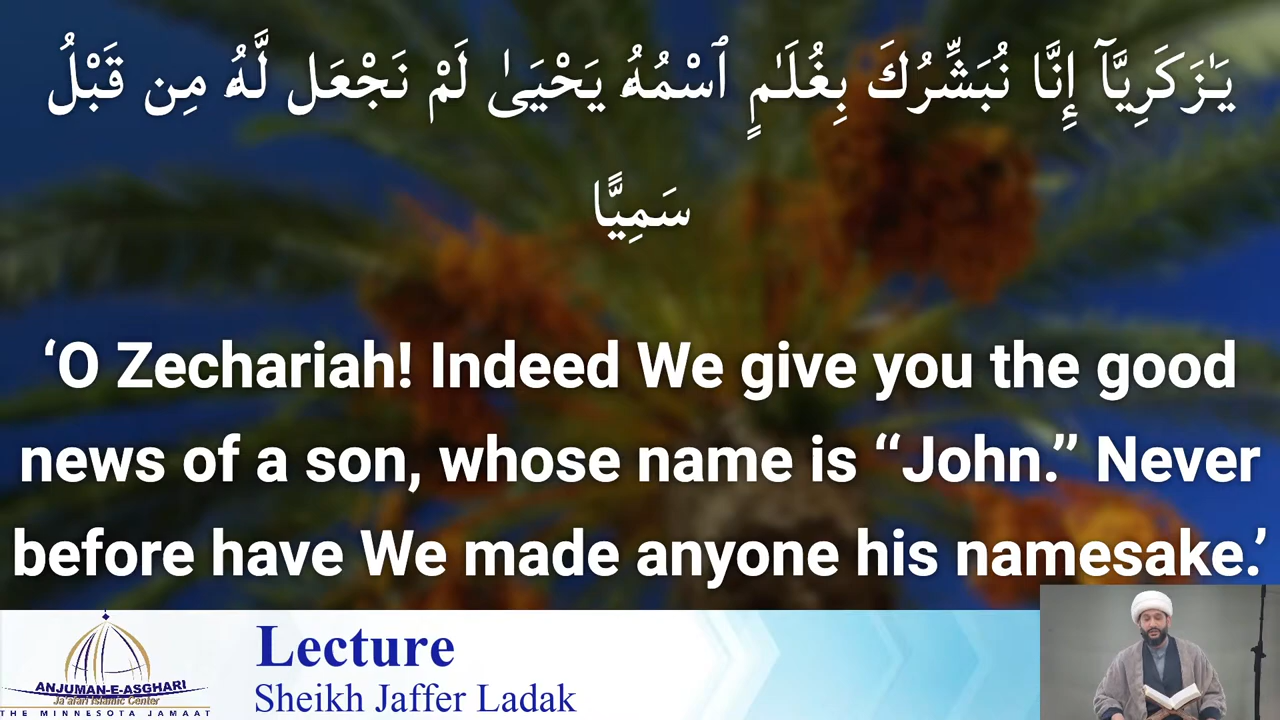 يَـٰزَكَرِيَّآ إِنَّا نُبَشِّرُكَ بِغُلَـٰمٍ ٱسْمُهُۥ يَحْيَىٰ لَمْ نَجْعَل لَّهُۥ مِن قَبْلُ
سَمِيًّا
‘O Zechariah! Indeed We give you the good
news of a son, whose name is “John.” Never
before have We made anyone his namesake.’
Lecture
Sheikh Jaffer Ladak
ANJUMAN-E-ASGHARI
Ja'afari Islamic Center
THE MINNESOTA JAMAAT